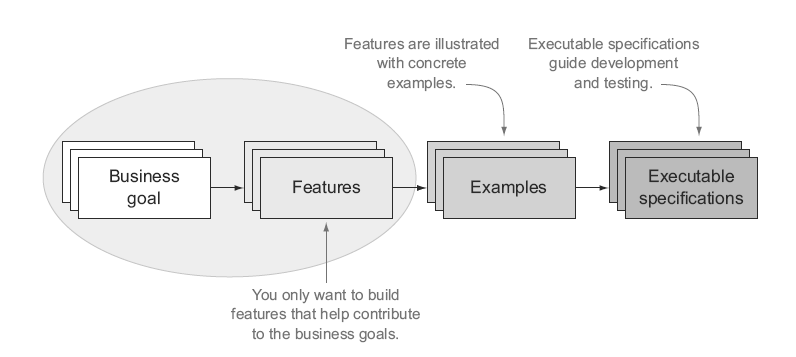 Features are illustrated
with concrete
examples.
Executable specifications
guide development
and testing.
Business
goal
Features
Examples
Executable
specifications
You only want to build
features that help contribute
to the business goals.